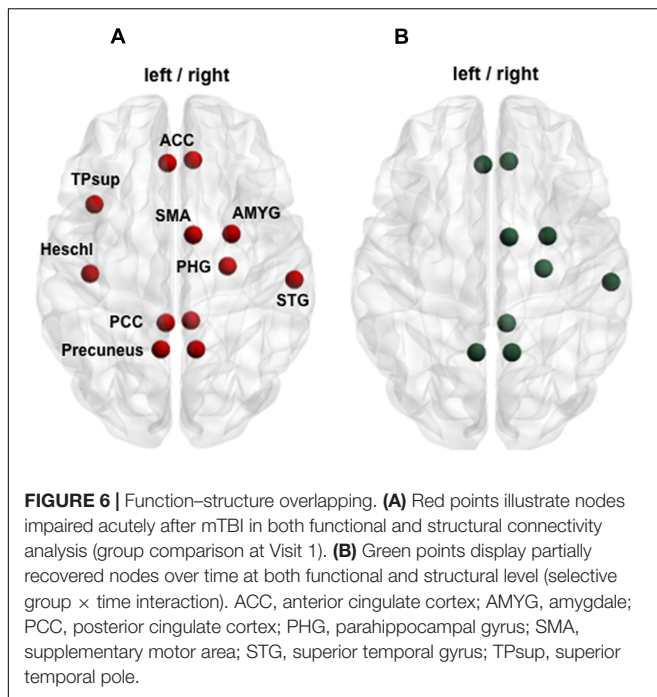 A
B
left / right
left / right
ACC
TPsup
SMA
AMYG
Heschl
PHG
STG
PCC
Precuneus
FIGURE 6 | Function–structure overlapping. (A) Red points illustrate nodes
impaired acutely after mTBI in both functional and structural connectivity
analysis (group comparison at Visit 1). (B) Green points display partially
recovered nodes over time at both functional and structural level (selective
group × time interaction). ACC, anterior cingulate cortex; AMYG, amygdale;
PCC, posterior cingulate cortex; PHG, parahippocampal gyrus; SMA,
supplementary motor area; STG, superior temporal gyrus; TPsup, superior
temporal pole.